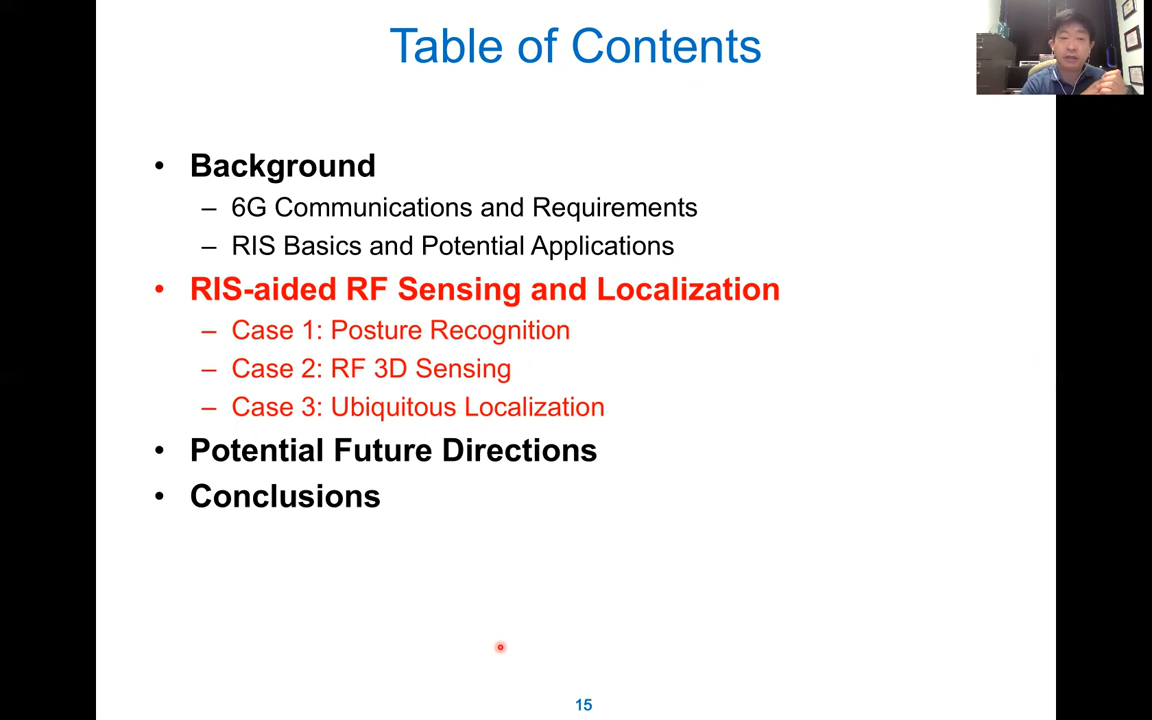 Table of Contents
• Background
– 6G Communications and Requirements
– RIS Basics and Potential Applications
• RIS-aided RF Sensing and Localization
– Case 1: Posture Recognition
– Case 2: RF 3D Sensing
– Case 3: Ubiquitous Localization
• Potential Future Directions
• Conclusions
15